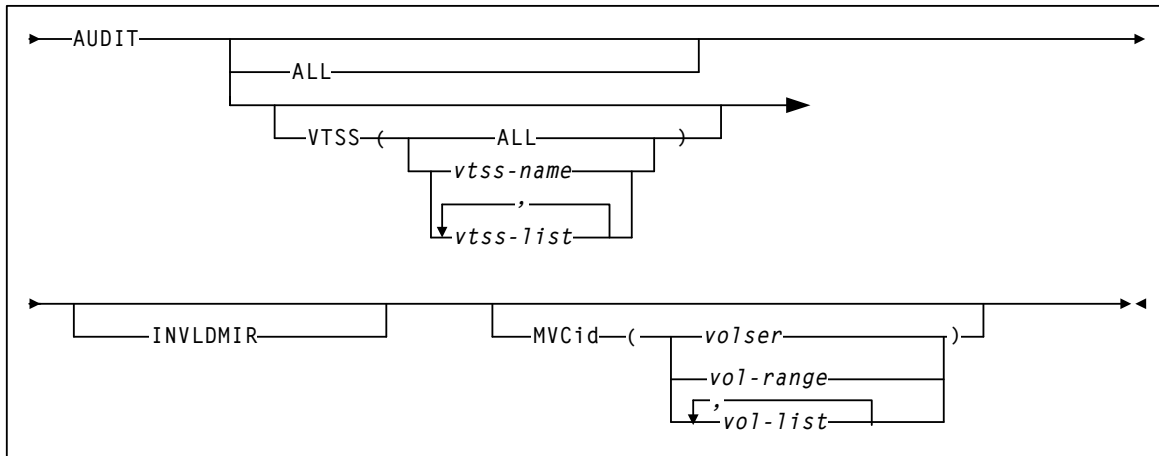 AUDIT
ALL
VTSS ( ALL )
vtss-name
,
vtss-list
INVLDMIR MVCid ( volser )
vol-range
,
vol-list